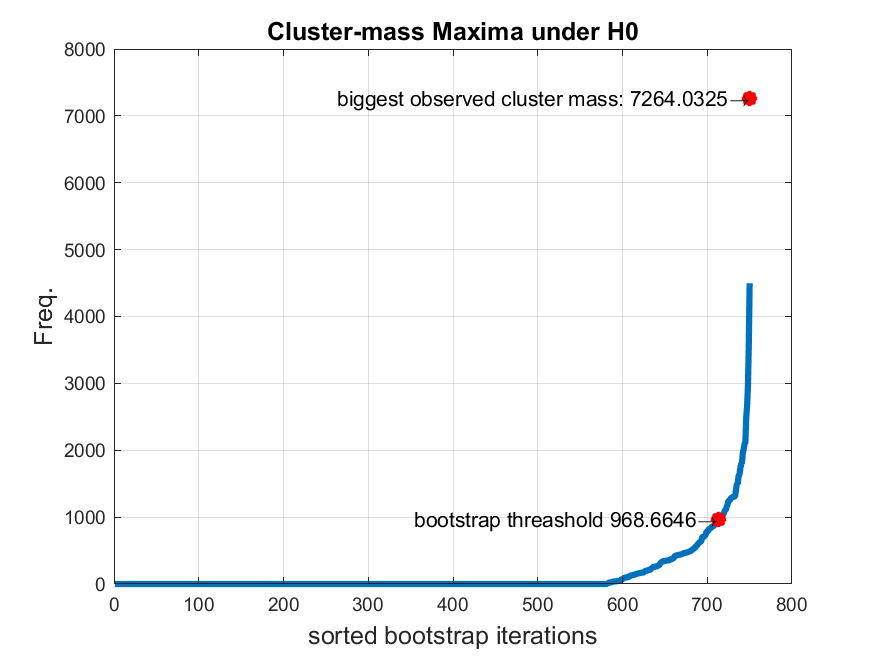 Cluster-mass Maxima under H0
8000
7000
6000
5000
4000
3000
2000
1000
0
Freq.
biggest observed cluster mass: 7264.0325
bootstrap threashold 968.6646
0 100 200 300 400 500 600 700 800
sorted bootstrap iterations